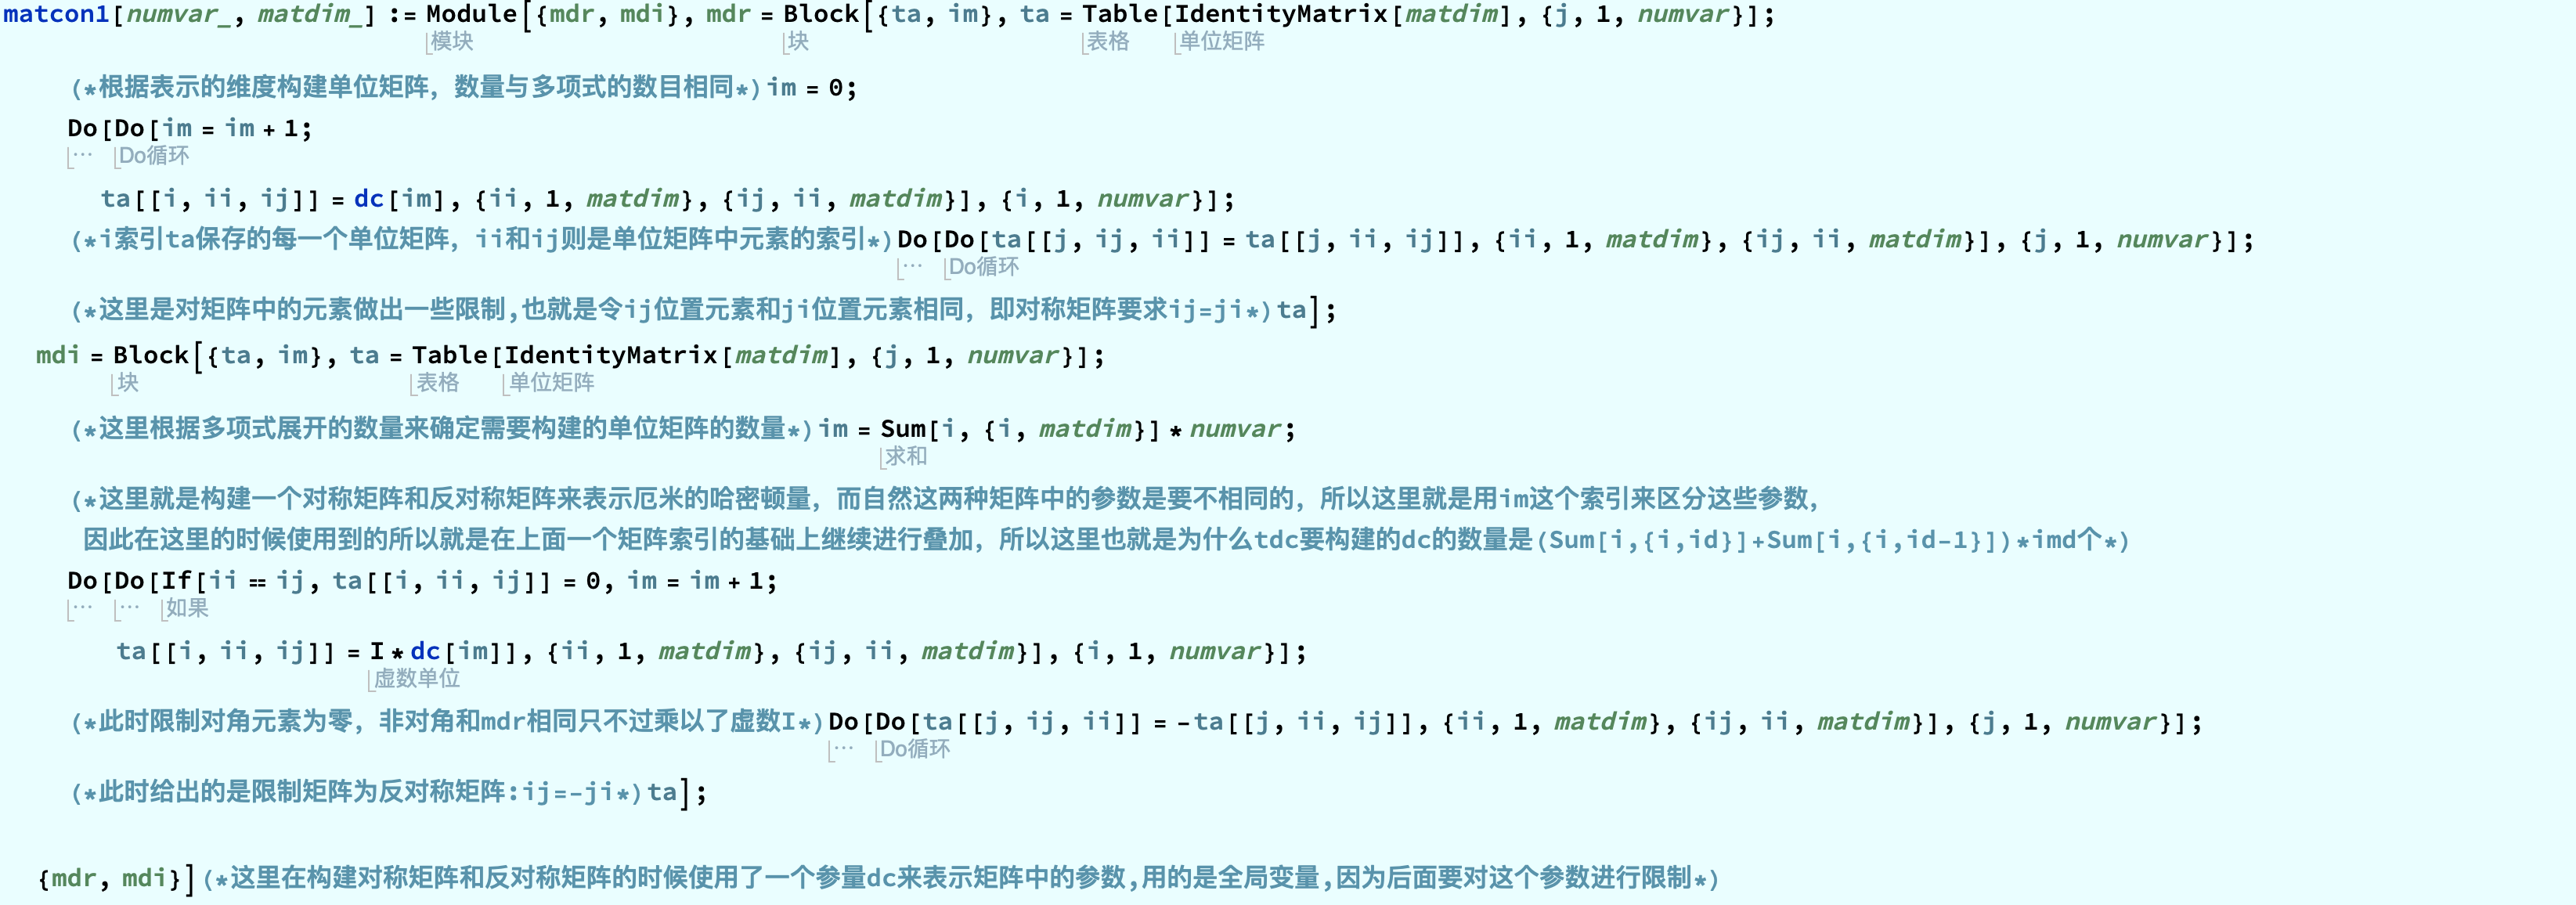 matcon1[numvar_, matdim_] := Module[{mdr, mdi}, mdr = Block[{ta, im}, ta = Table[IdentityMatrix[matdim], {j, 1, numvar}];
模块 块 表格 单位矩阵
(*根据表示的维度构建单位矩阵，数量与多项式的数目相同*)im = 0;
Do[Do[im = im + 1;
⋯ Do循环
ta[[i, ii, ij]] = dc[im], {ii, 1, matdim}, {ij, ii, matdim}], {i, 1, numvar}];
(*i索引ta保存的每一个单位矩阵，ii和ij则是单位矩阵中元素的索引*)Do[Do[ta[[j, ij, ii]] = ta[[j, ii, ij]], {ii, 1, matdim}, {ij, ii, matdim}], {j, 1, numvar}];
⋯ Do循环
(*这里是对矩阵中的元素做出一些限制,也就是令ij位置元素和ji位置元素相同，即对称矩阵要求ij=ji*)ta];
mdi = Block[{ta, im}, ta = Table[IdentityMatrix[matdim], {j, 1, numvar}];
块 表格 单位矩阵
(*这里根据多项式展开的数量来确定需要构建的单位矩阵的数量*)im = Sum[i, {i, matdim}] * numvar;
求和
(*这里就是构建一个对称矩阵和反对称矩阵来表示厄米的哈密顿量，而自然这两种矩阵中的参数是要不相同的，所以这里就是用im这个索引来区分这些参数，
因此在这里的时候使用到的所以就是在上面一个矩阵索引的基础上继续进行叠加，所以这里也就是为什么tdc要构建的dc的数量是(Sum[i,{i,id}]+Sum[i,{i,id-1}])*imd个*)
Do[Do[If[ii == ij, ta[[i, ii, ij]] = 0, im = im + 1;
⋯ ⋯ 如果
ta[[i, ii, ij]] = I * dc[im]], {ii, 1, matdim}, {ij, ii, matdim}], {i, 1, numvar}];
虚数单位
(*此时限制对角元素为零，非对角和mdr相同只不过乘以了虚数I*)Do[Do[ta[[j, ij, ii]] = -ta[[j, ii, ij]], {ii, 1, matdim}, {ij, ii, matdim}], {j, 1, numvar}];
⋯ Do循环
(*此时给出的是限制矩阵为反对称矩阵:ij=-ji*)ta];
{mdr, mdi}](*这里在构建对称矩阵和反对称矩阵的时候使用了一个参量dc来表示矩阵中的参数,用的是全局变量,因为后面要对这个参数进行限制*)